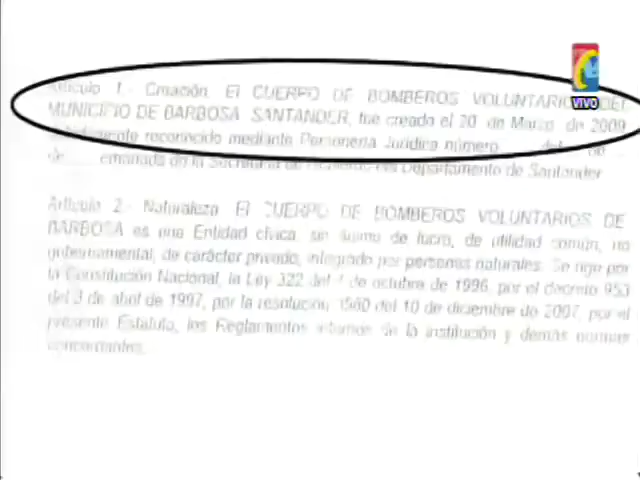 VIVO
Artículo 1.- Creación. El CUERPO DE BOMBEROS VOLUNTARIOS DEL
MUNICIPIO DE BARBOSA SANTANDER, fue creado el 20 de Marzo de 2009
reconocido mediante Personería Jurídica número
de emanada de la Secretaría de del Departamento de Santander
Artículo 2.- Naturaleza. El CUERPO DE BOMBEROS VOLUNTARIOS DE
BARBOSA es una Entidad cívica, sin ánimo de lucro, de utilidad común, no
gubernamental, de carácter privado, integrado por personas naturales. Se rige por
la Constitución Nacional, la Ley 322 del de octubre de 1996, por el decreto 953
del 3 de abril de 1997, por la resolución del 10 de diciembre de 2007, por el
presente Estatuto, los Reglamentos internos de la institución y demás normas
concordantes.